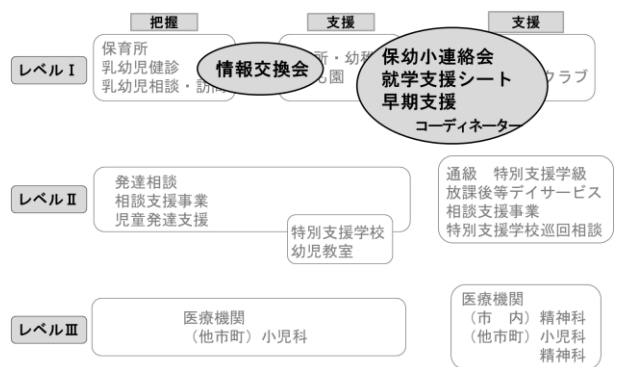 把握
支援
支援
レベルⅠ
保育所
乳幼児健診
乳幼児相談・訪問
情報交換会
所・幼稚
も園
保幼小連絡会
就学支援シート
早期支援
コーディネーター
クラブ
レベルⅡ
発達相談
相談支援事業
児童発達支援
特別支援学校
幼児教室
通級 特別支援学級
放課後等デイサービス
相談支援事業
特別支援学校巡回相談
レベルⅢ
医療機関
（他市町）小児科
医療機関
（市 内）精神科
（他市町）小児科
精神科